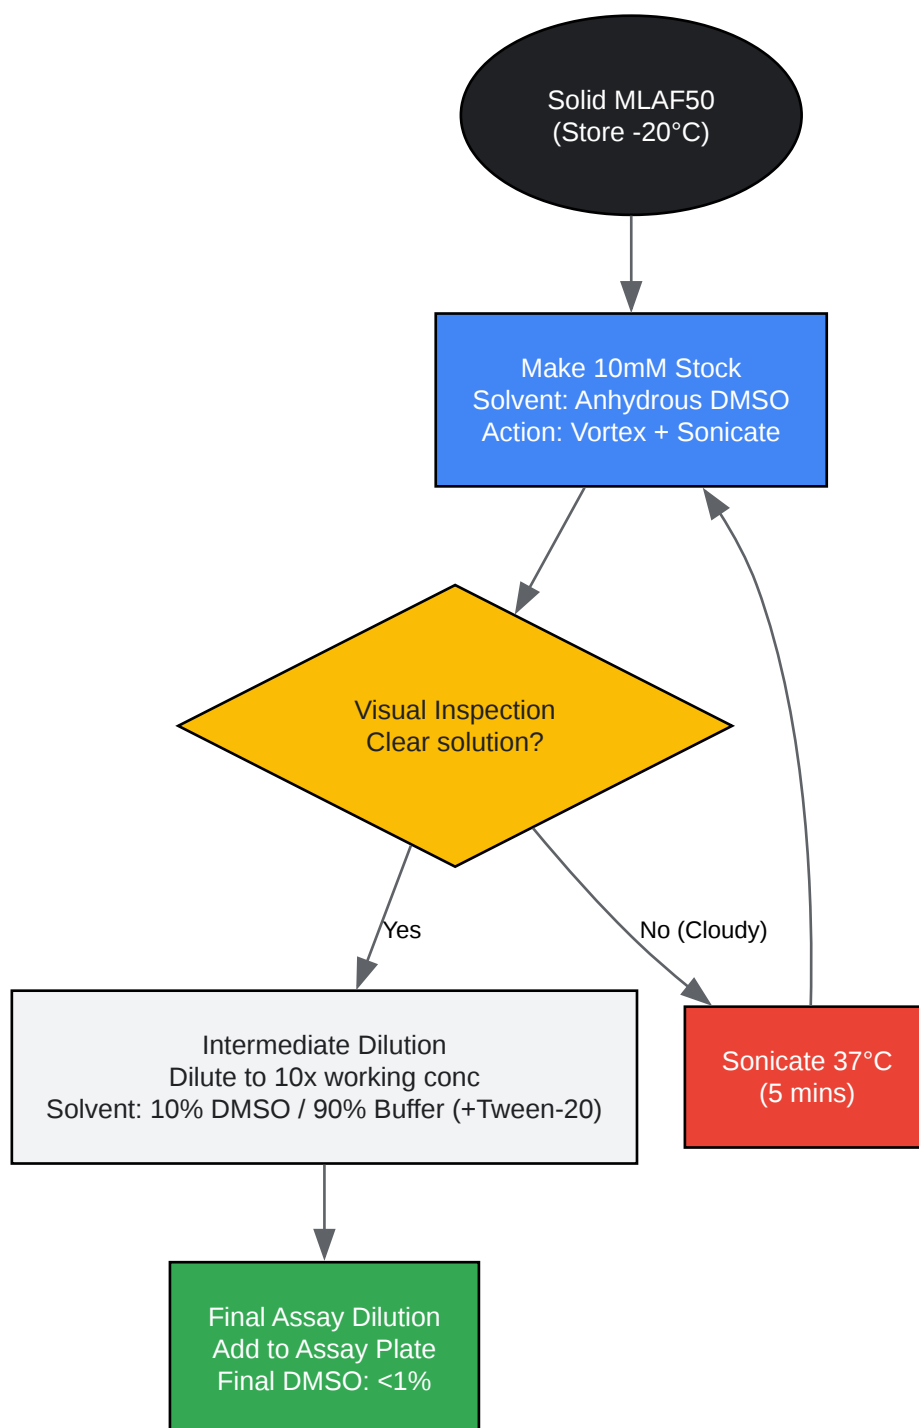 Solid MLAF50
(Store -20°C)
Make 10mM Stock
Solvent: Anhydrous DMSO
Action: Vortex + Sonicate
Visual Inspection
Clear solution?
Yes
No (Cloudy)
Intermediate Dilution
Dilute to 10x working conc
Solvent: 10% DMSO / 90% Buffer (+Tween-20)
Sonicate 37°C
(5 mins)
Final Assay Dilution
Add to Assay Plate
Final DMSO: <1%